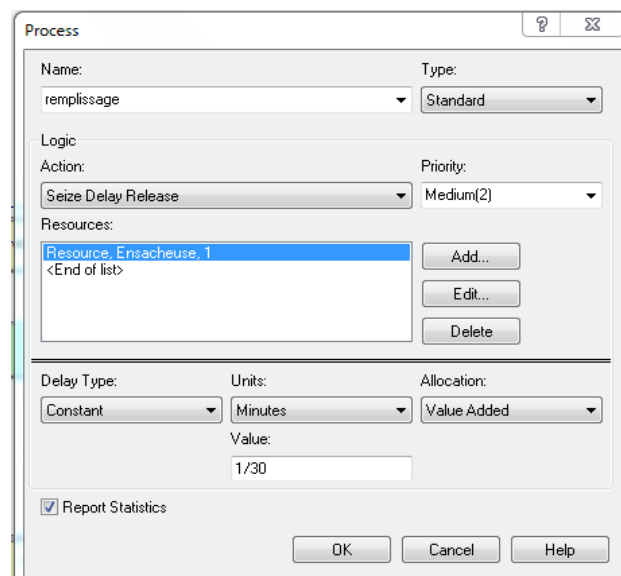 Process
Name: Type:
remplissage Standard
Logic
Action: Priority:
Seize Delay Release Medium(2)
Resources:
Resource, Ensacheuse, 1
<End of list>
Add...
Edit...
Delete
Delay Type: Units: Allocation:
Constant Minutes Value Added
Value:
1/30
Report Statistics
OK Cancel Help